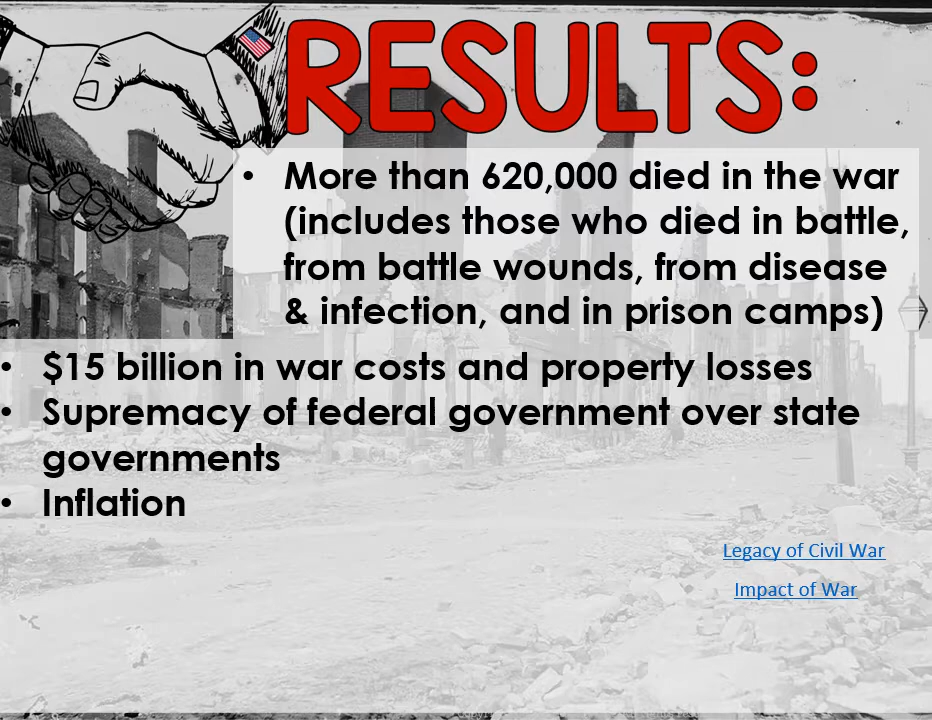 RESULTS:
• More than 620,000 died in the war
(includes those who died in battle,
from battle wounds, from disease
& infection, and in prison camps)
• $15 billion in war costs and property losses
• Supremacy of federal government over state
governments
• Inflation
Legacy of Civil War
Impact of War